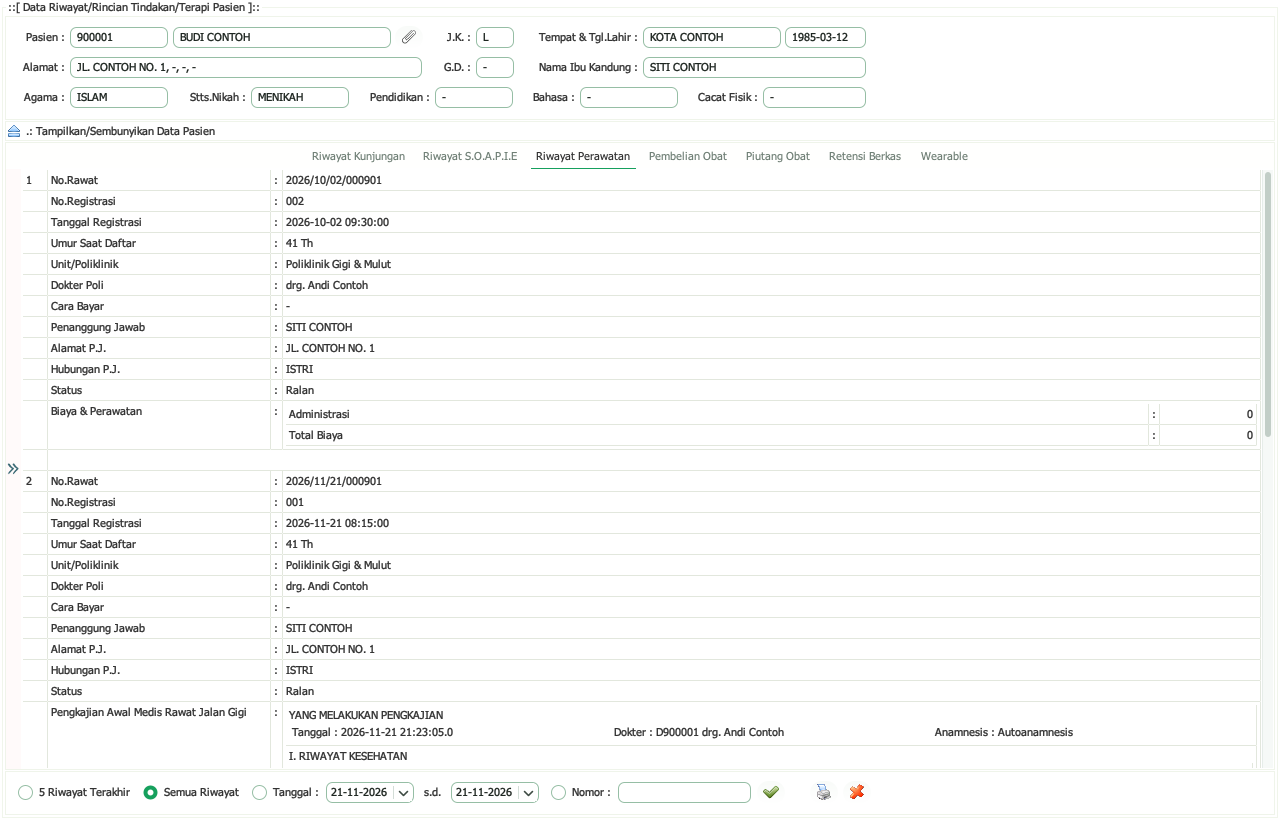 ::[ Data Riwayat/Rincian Tindakan/Terapi Pasien ]::
Pasien : 900001 BUDI CONTOH J.K. : L Tempat & Tgl.Lahir : KOTA CONTOH 1985-03-12
Alamat : JL. CONTOH NO. 1, -, -, - G.D. : - Nama Ibu Kandung : SITI CONTOH
Agama : ISLAM Stts.Nikah : MENIKAH Pendidikan : - Bahasa : - Cacat Fisik : -
.: Tampilkan/Sembunyikan Data Pasien
Riwayat Kunjungan Riwayat S.O.A.P.I.E Riwayat Perawatan Pembelian Obat Piutang Obat Retensi Berkas Wearable
1 No.Rawat : 2026/10/02/000901
No.Registrasi : 002
Tanggal Registrasi : 2026-10-02 09:30:00
Umur Saat Daftar : 41 Th
Unit/Poliklinik : Poliklinik Gigi & Mulut
Dokter Poli : drg. Andi Contoh
Cara Bayar : -
Penanggung Jawab : SITI CONTOH
Alamat P.J. : JL. CONTOH NO. 1
Hubungan P.J. : ISTRI
Status : Ralan
Biaya & Perawatan : Administrasi : 0
Total Biaya : 0
2 No.Rawat : 2026/11/21/000901
No.Registrasi : 001
Tanggal Registrasi : 2026-11-21 08:15:00
Umur Saat Daftar : 41 Th
Unit/Poliklinik : Poliklinik Gigi & Mulut
Dokter Poli : drg. Andi Contoh
Cara Bayar : -
Penanggung Jawab : SITI CONTOH
Alamat P.J. : JL. CONTOH NO. 1
Hubungan P.J. : ISTRI
Status : Ralan
Pengkajian Awal Medis Rawat Jalan Gigi : YANG MELAKUKAN PENGKAJIAN
Tanggal : 2026-11-21 21:23:05.0 Dokter : D900001 drg. Andi Contoh Anamnesis : Autoanamnesis
I. RIWAYAT KESEHATAN
5 Riwayat Terakhir Semua Riwayat Tanggal : 21-11-2026 s.d. 21-11-2026 Nomor :